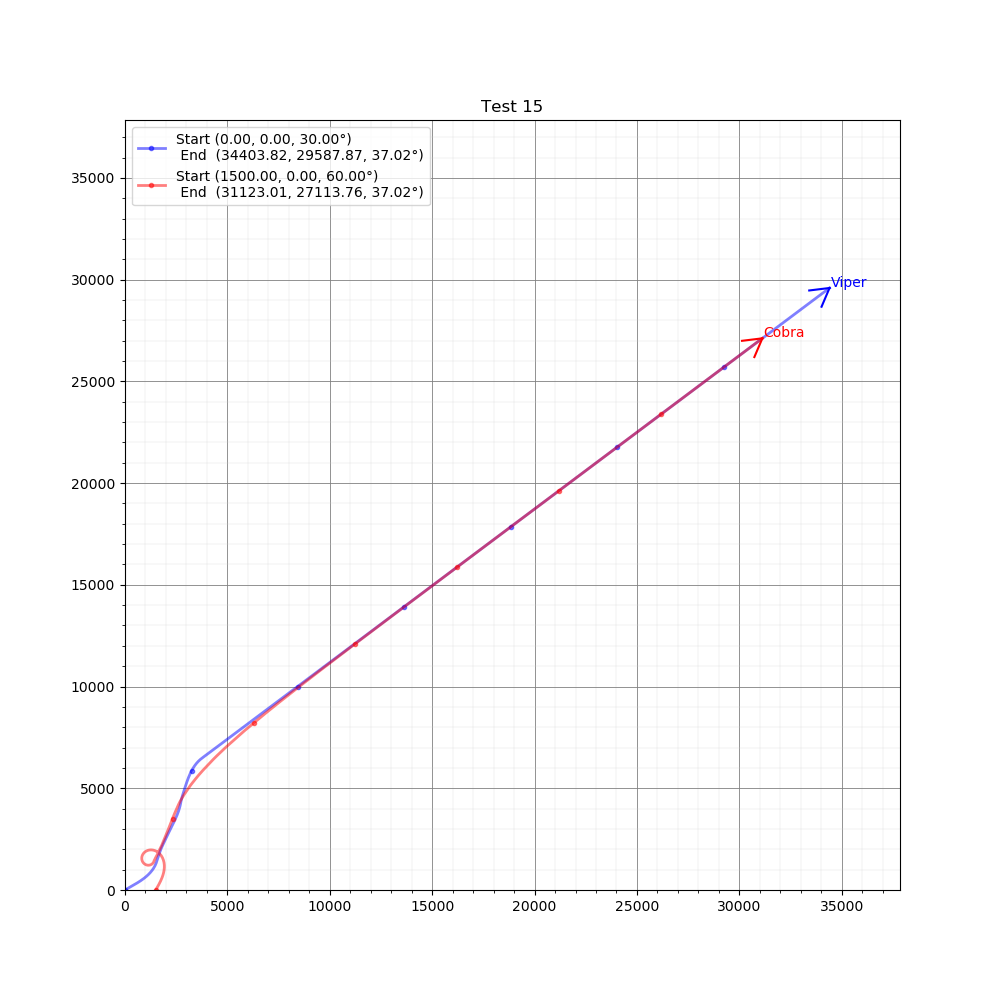 Test 15
Start (0.00, 0.00, 30.00°)
End  (34403.82, 29587.87, 37.02°)
Start (1500.00, 0.00, 60.00°)
End  (31123.01, 27113.76, 37.02°)
35000
30000
25000
20000
15000
10000
5000
0
Viper
Cobra
0 5000 10000 15000 20000 25000 30000 35000